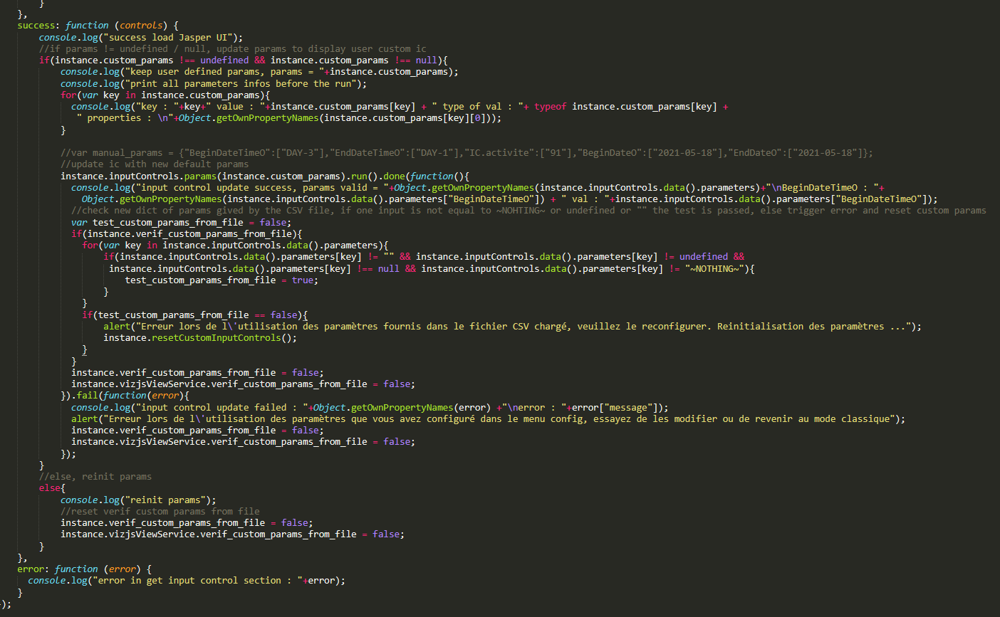 }
},
success: function (controls) {
console.log("success load Jasper UI");
//if params != undefined / null, update params to display user custom ic
if(instance.custom_params !== undefined && instance.custom_params !== null){
console.log("keep user defined params, params = "+instance.custom_params);
console.log("print all parameters infos before the run");
for(var key in instance.custom_params){
console.log("key : "+key+" value : "+instance.custom_params[key] + " type of val : "+ typeof instance.custom_params[key] +
" properties : \n"+Object.getOwnPropertyNames(instance.custom_params[key][0]));
}
//var manual_params = {"BeginDateTimeO":["DAY-3"],"EndDateTimeO":["DAY-1"],"IC.activite":["91"],"BeginDateO":["2021-05-18"],"EndDateO":["2021-05-18"]};
//update ic with new default params
instance.inputControls.params(instance.custom_params).run().done(function(){
console.log("input control update success, params valid = "+Object.getOwnPropertyNames(instance.inputControls.data().parameters)+"\nBeginDateTimeO : "+
Object.getOwnPropertyNames(instance.inputControls.data().parameters["BeginDateTimeO"]) + " val : "+instance.inputControls.data().parameters["BeginDateTimeO"]);
//check new dict of params gived by the CSV file, if one input is not equal to ~NOHTING~ or undefined or "" the test is passed, else trigger error and reset custom params
var test_custom_params_from_file = false;
if(instance.verif_custom_params_from_file){
for(var key in instance.inputControls.data().parameters){
if(instance.inputControls.data().parameters[key] != "" && instance.inputControls.data().parameters[key] != undefined &&
instance.inputControls.data().parameters[key] !== null && instance.inputControls.data().parameters[key] != "~NOTHING~"){
test_custom_params_from_file = true;
}
}
if(test_custom_params_from_file == false){
alert("Erreur lors de l\'utilisation des paramètres fournis dans le fichier CSV chargé, veuillez le reconfigurer. Reinitialisation des paramètres ...");
instance.resetCustomInputControls();
}
}
instance.verif_custom_params_from_file = false;
instance.vizjsViewService.verif_custom_params_from_file = false;
}).fail(function(error){
console.log("input control update failed : "+Object.getOwnPropertyNames(error) +"\nerror : "+error["message"]);
alert("Erreur lors de l\'utilisation des paramètres que vous avez configuré dans le menu config, essayez de les modifier ou de revenir au mode classique");
instance.verif_custom_params_from_file = false;
instance.vizjsViewService.verif_custom_params_from_file = false;
});
}
//else, reinit params
else{
console.log("reinit params");
//reset verif custom params from file
instance.verif_custom_params_from_file = false;
instance.vizjsViewService.verif_custom_params_from_file = false;
}
},
error: function (error) {
console.log("error in get input control section : "+error);
}
});